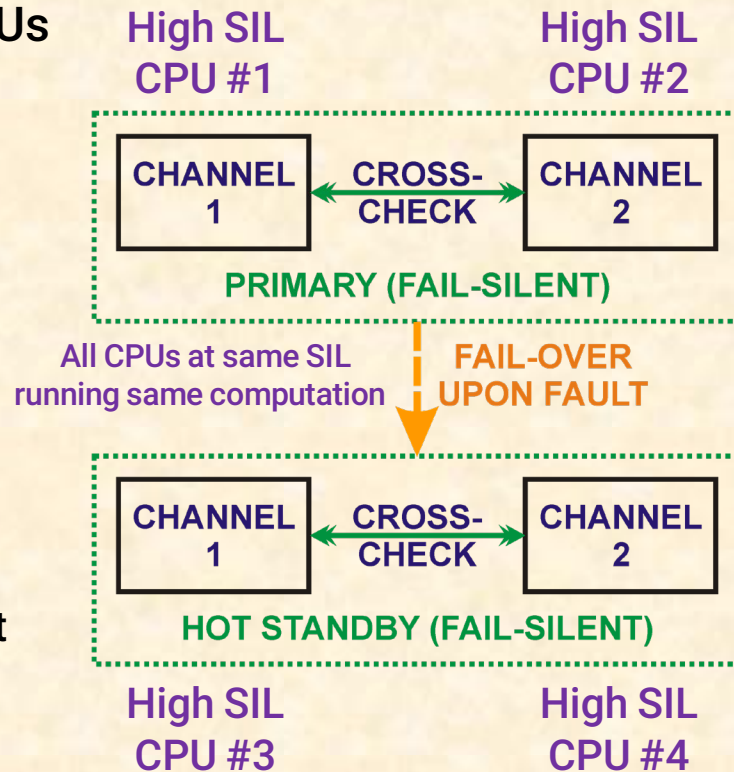 Us
High SIL
CPU #1
High SIL
CPU #2
CHANNEL
1
CROSS-
CHECK
CHANNEL
2
PRIMARY (FAIL-SILENT)
All CPUs at same SIL
running same computation
FAIL-OVER
UPON FAULT
CHANNEL
1
CROSS-
CHECK
CHANNEL
2
t
HOT STANDBY (FAIL-SILENT)
High SIL
CPU #3
High SIL
CPU #4